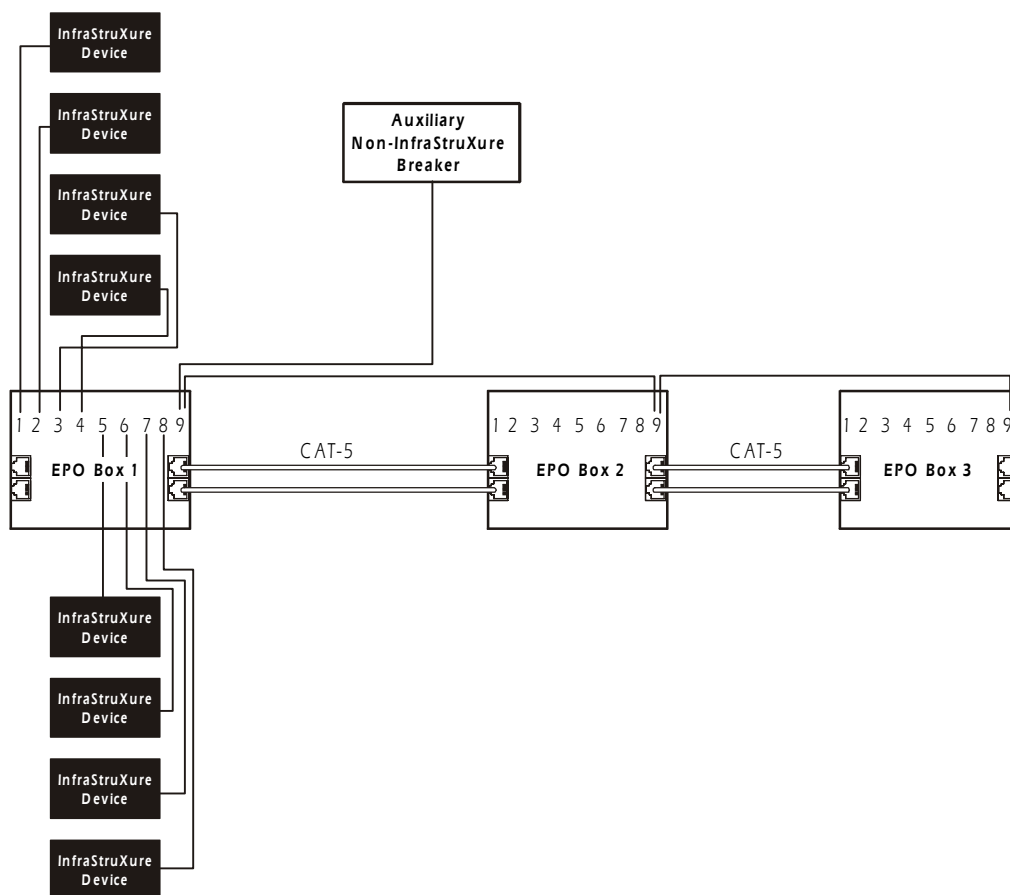 InfraStruXure
Device
InfraStruXure
Device
InfraStruXure
Device
InfraStruXure
Device
Auxiliary
Non-InfraStruXure
Breaker
1 2 3 4 5 6 7 8 9
EPO Box 1
CAT-5
1 2 3 4 5 6 7 8 9
EPO Box 2
CAT-5
1 2 3 4 5 6 7 8 9
EPO Box 3
InfraStruXure
Device
InfraStruXure
Device
InfraStruXure
Device
InfraStruXure
Device